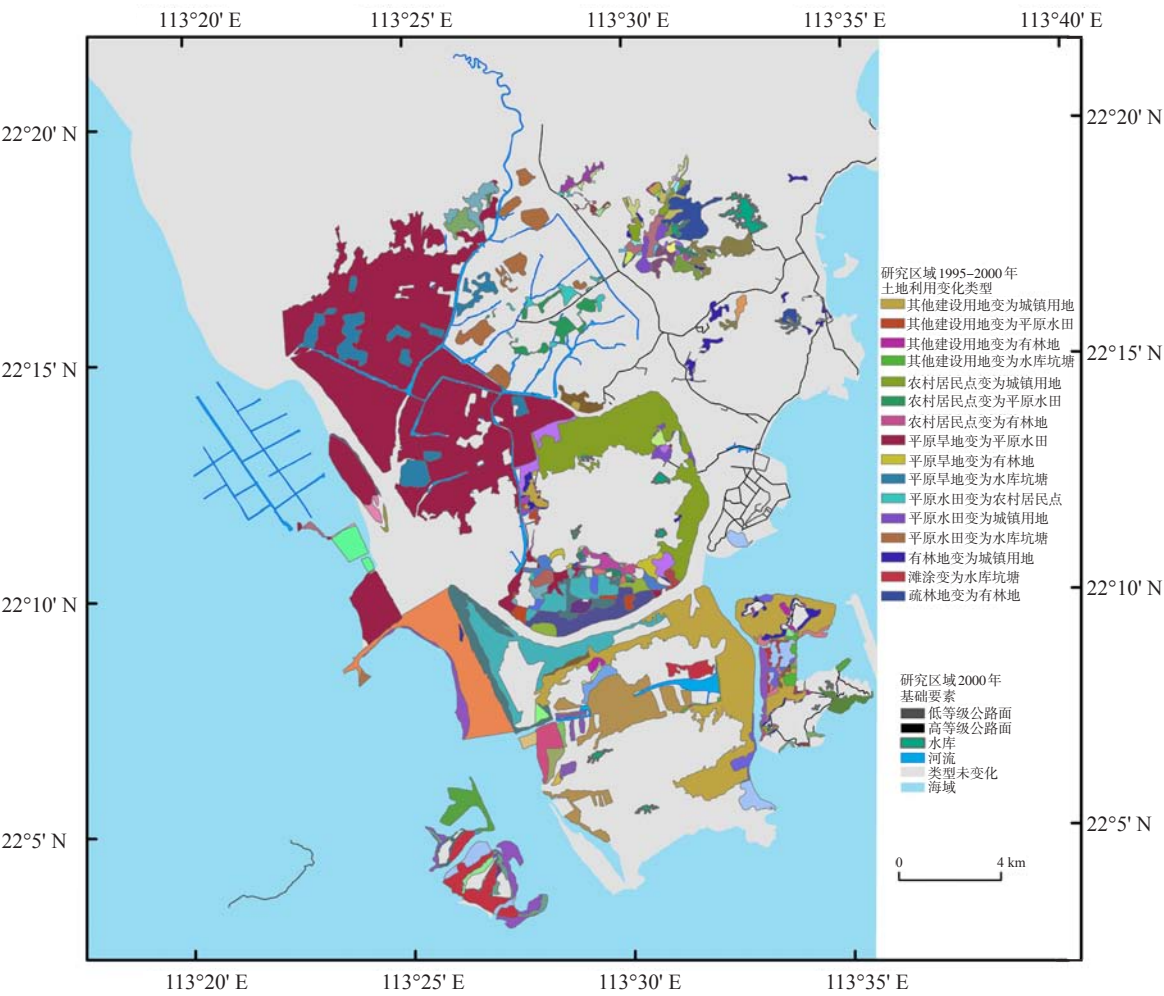 113°20′ E
113°25′ E
113°30′ E
113°35′ E
113°40′ E
22°20′ N
22°20′ N
研究区域1995-2000年
土地利用变化类型
其他建设用地变为城镇用地
其他建设用地变为平原水田
其他建设用地变为有林地
其他建设用地变为水库坑塘
农村居民点变为城镇用地
农村居民点变为平原水田
农村居民点变为有林地
平原旱地变为平原水田
平原旱地变为有林地
平原旱地变为水库坑塘
平原水田变为农村居民点
平原水田变为城镇用地
平原水田变为水库坑塘
有林地变为城镇用地
滩涂变为水库坑塘
疏林地变为有林地
22°15′ N
22°15′ N
22°10′ N
22°10′ N
研究区域2000年
基础要素
低等级公路面
高等级公路面
水库
河流
类型未变化
海域
22°5′ N
22°5′ N
0 4 km
113°20′ E
113°25′ E
113°30′ E
113°35′ E